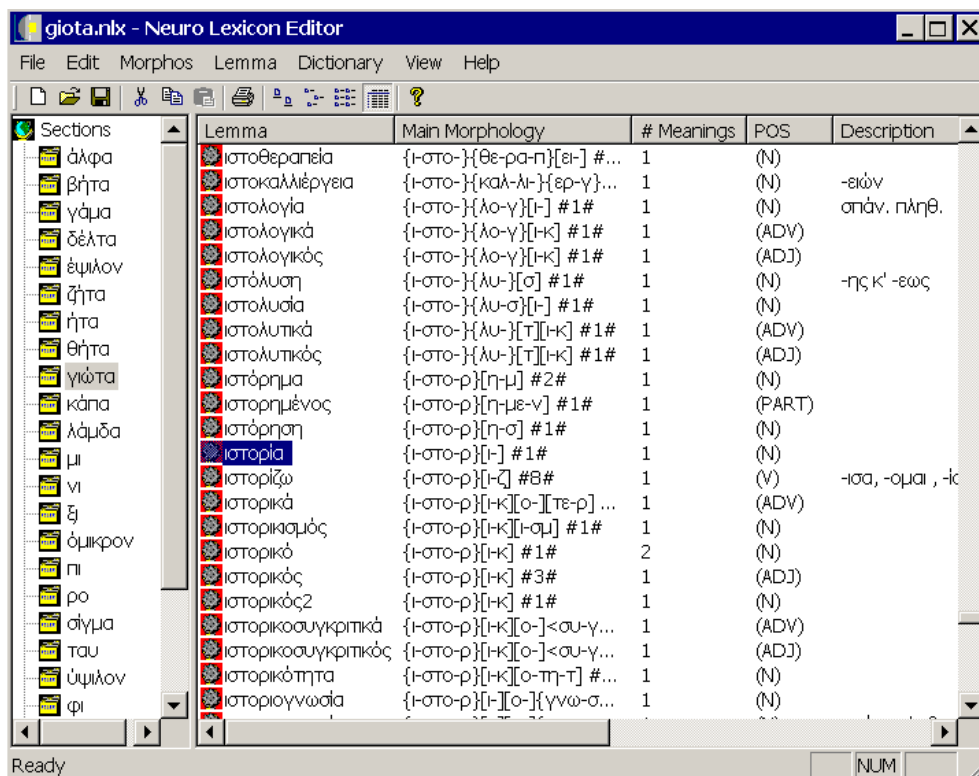 giota.nlx - Neuro Lexicon Editor
File Edit Morphos Lemma Dictionary View Help
Sections
άλφα
βήτα
γάμα
δέλτα
έψιλον
ζήτα
ήτα
θήτα
γιώτα
κάπα
λάμδα
μι
νι
ξι
όμικρον
πι
ρο
σίγμα
ταυ
ύψιλον
φι
Lemma Main Morphology # Meanings POS Description
ιστοθεραπεία {ι-στο-}{θε-ρα-π}[ει-] #... 1 (N)
ιστοκαλλιέργεια {ι-στο-}{καλ-λι-}{ερ-γ}... 1 (N) -ειών
ιστολογία {ι-στο-}{λο-γ}[ι-] #1# 1 (N) σπάν. πληθ.
ιστολογικά {ι-στο-}{λο-γ}[ι-κ] #1# 1 (ADV)
ιστολογικός {ι-στο-}{λο-γ}[ι-κ] #1# 1 (ADJ)
ιστόλυση {ι-στο-}{λυ-}[σ] #1# 1 (N) -ης κ' -εως
ιστολυσία {ι-στο-}{λυ-σ}[ι-] #1# 1 (N)
ιστολυτικά {ι-στο-}{λυ-}[τ][ι-κ] #1# 1 (ADV)
ιστολυτικός {ι-στο-}{λυ-}[τ][ι-κ] #1# 1 (ADJ)
ιστόρημα {ι-στο-ρ}[η-μ] #2# 1 (N)
ιστορημένος {ι-στο-ρ}[η-με-ν] #1# 1 (PART)
ιστόρηση {ι-στο-ρ}[η-σ] #1# 1 (N)
ιστορία {ι-στο-ρ}[ι-] #1# 1 (N)
ιστορίζω {ι-στο-ρ}[ι-ζ] #8# 1 (V) -ισα, -ομαι ,
ιστορικά {ι-στο-ρ}[ι-κ][ο-][τε-ρ] ... 1 (ADV)
ιστορικισμός {ι-στο-ρ}[ι-κ][ι-σμ] #1# 1 (N)
ιστορικό {ι-στο-ρ}[ι-κ] #1# 2 (N)
ιστορικός {ι-στο-ρ}[ι-κ] #3# 1 (ADJ)
ιστορικός2 {ι-στο-ρ}[ι-κ] #1# 1 (N)
ιστορικοσυγκριτικά {ι-στο-ρ}[ι-κ][ο-]<συ-γ... 1 (ADV)
ιστορικοσυγκριτικός {ι-στο-ρ}[ι-κ][ο-]<συ-γ... 1 (ADJ)
ιστορικότητα {ι-στο-ρ}[ι-κ][ο-τη-τ] #... 1 (N)
ιστοριογνωσία {ι-στο-ρ}[ι-][ο-]{γνω-σ... 1 (N)
Ready NUM